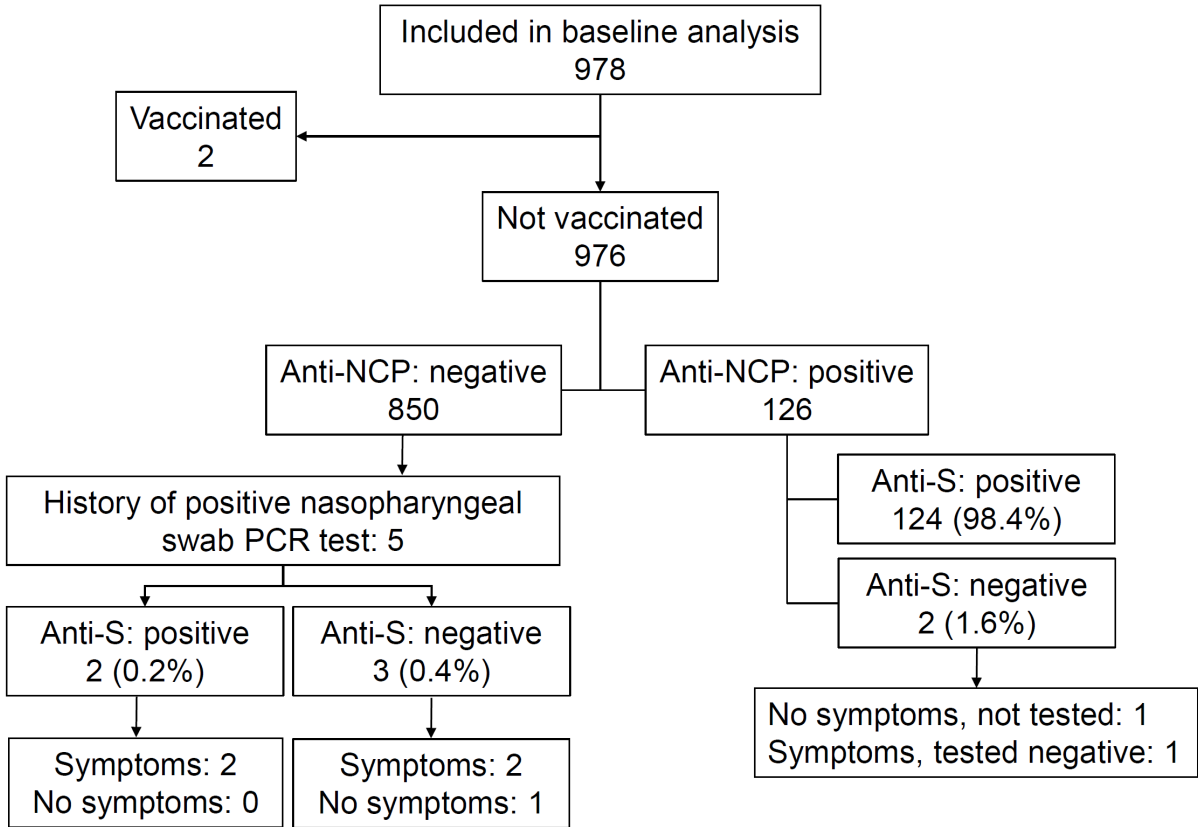 Included in baseline analysis
978
Vaccinated
2
Not vaccinated
976
Anti-NCP: negative
850
Anti-NCP: positive
126
History of positive nasopharyngeal
swab PCR test: 5
Anti-S: positive
124 (98.4%)
Anti-S: negative
2 (1.6%)
Anti-S: positive
2 (0.2%)
Anti-S: negative
3 (0.4%)
No symptoms, not tested: 1
Symptoms, tested negative: 1
Symptoms: 2
No symptoms: 0
Symptoms: 2
No symptoms: 1